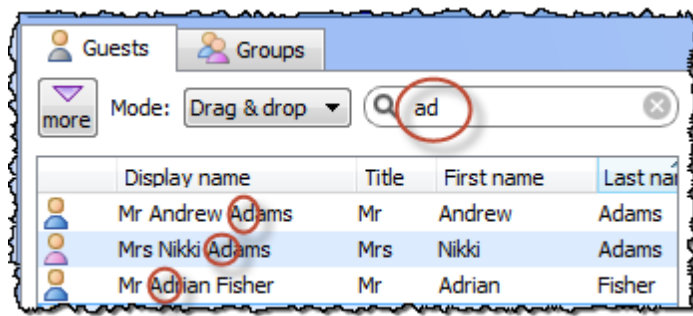 Guests Groups
more Mode: Drag & drop ad
Display name Title First name Last nar
Mr Andrew Adams Mr Andrew Adams
Mrs Nikki Adams Mrs Nikki Adams
Mr Adrian Fisher Mr Adrian Fisher